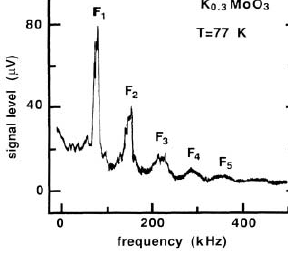 K0.3 MoO3
T=77 K
F1
F2
F3
F4
F5
80
40
0
signal level (μV)
0
200
400
frequency (kHz)